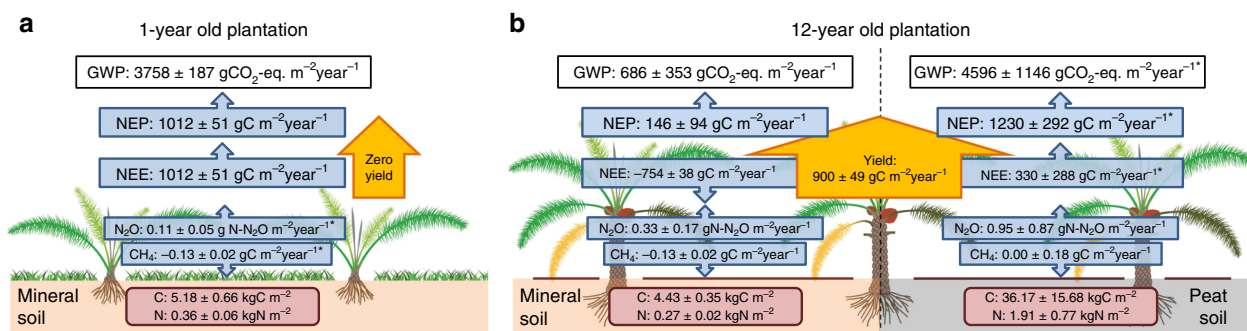 a
1-year old plantation
GWP: 3758 ± 187 gCO₂-eq. m⁻²year⁻¹
NEP: 1012 ± 51 gC m⁻²year⁻¹
NEE: 1012 ± 51 gC m⁻²year⁻¹
Zero
yield
N₂O: 0.11 ± 0.05 g N-N₂O m⁻²year⁻¹*
CH₄: –0.13 ± 0.02 gC m⁻²year⁻¹*
Mineral
soil
C: 5.18 ± 0.66 kgC m⁻²
N: 0.36 ± 0.06 kgN m⁻²
b
12-year old plantation
GWP: 686 ± 353 gCO₂-eq. m⁻²year⁻¹
NEP: 146 ± 94 gC m⁻²year⁻¹
NEE: –754 ± 38 gC m⁻²year⁻¹
N₂O: 0.33 ± 0.17 gN-N₂O m⁻²year⁻¹
CH₄: –0.13 ± 0.02 gC m⁻²year⁻¹
Mineral
soil
C: 4.43 ± 0.35 kgC m⁻²
N: 0.27 ± 0.02 kgN m⁻²
Yield:
900 ± 49 gC m⁻²year⁻¹
GWP: 4596 ± 1146 gCO₂-eq. m⁻²year⁻¹*
NEP: 1230 ± 292 gC m⁻²year⁻¹*
NEE: 330 ± 288 gC m⁻²year⁻¹*
N₂O: 0.95 ± 0.87 gN-N₂O m⁻²year⁻¹
CH₄: 0.00 ± 0.18 gC m⁻²year⁻¹
C: 36.17 ± 15.68 kgC m⁻²
N: 1.91 ± 0.77 kgN m⁻²
Peat
soil